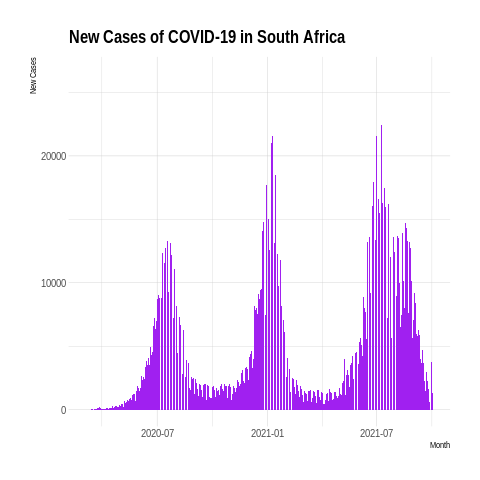 New Cases of COVID-19 in South Africa
New Cases
20000
10000
0
2020-07 2021-01 2021-07
Month